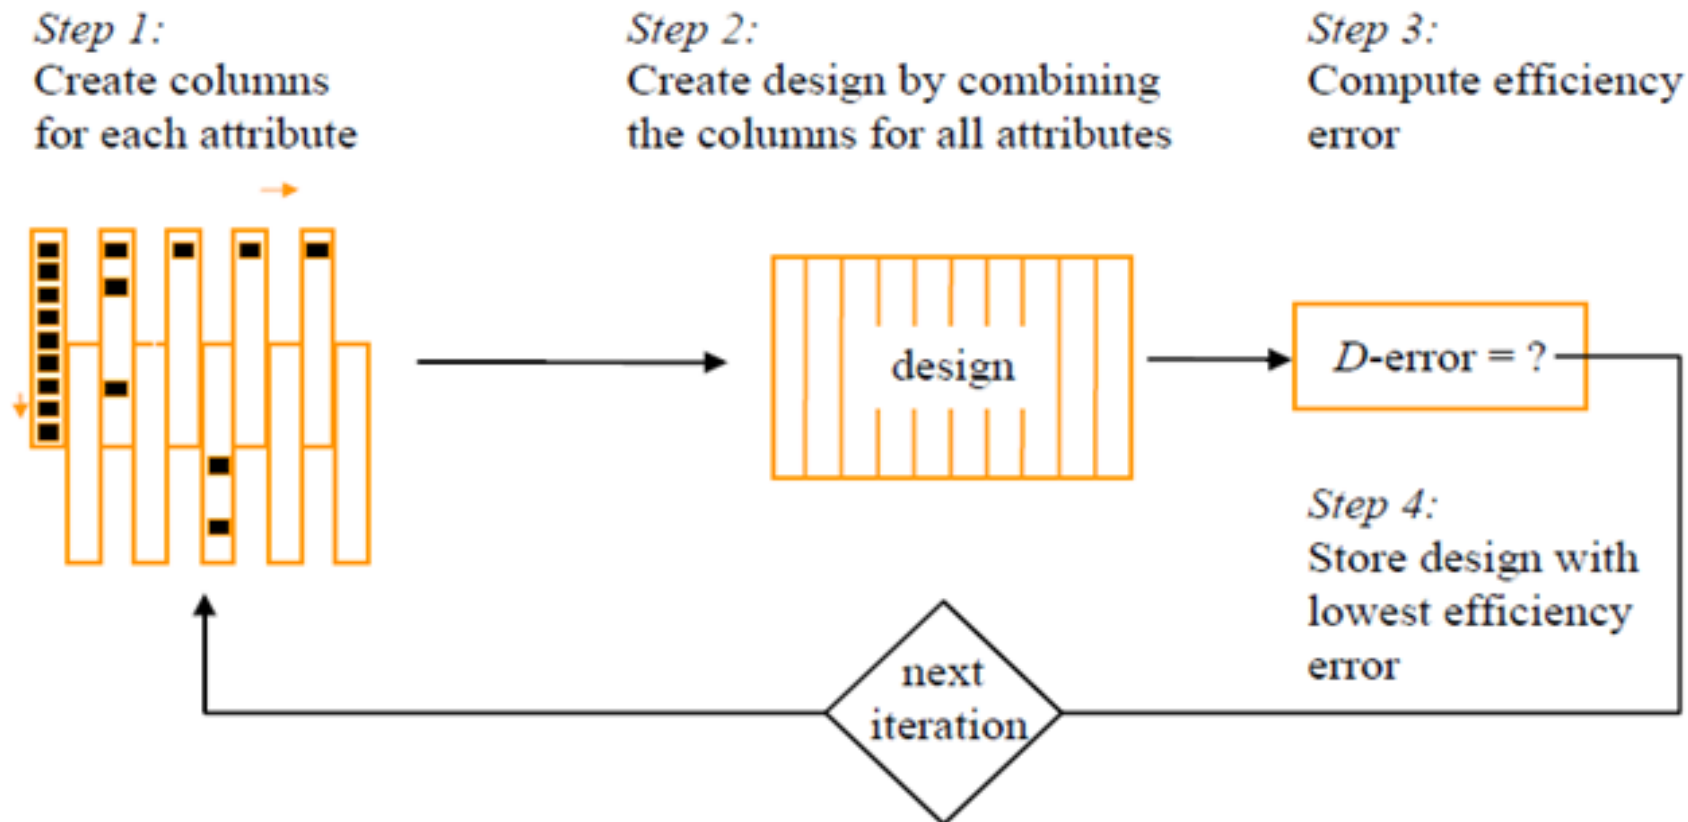 Step 1:
Create columns
for each attribute
Step 2:
Create design by combining
the columns for all attributes
Step 3:
Compute efficiency
error
design
D-error = ?
Step 4:
Store design with
lowest efficiency
error
next
iteration